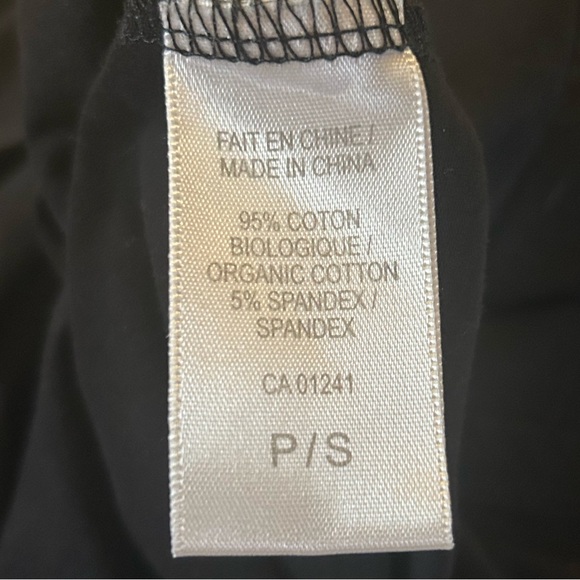 FAIT EN CHINE /
MADE IN CHINA
95% COTON
BIOLOGIQUE /
ORGANIC COTTON
5% SPANDEX /
SPANDEX
CA 01241
P / S